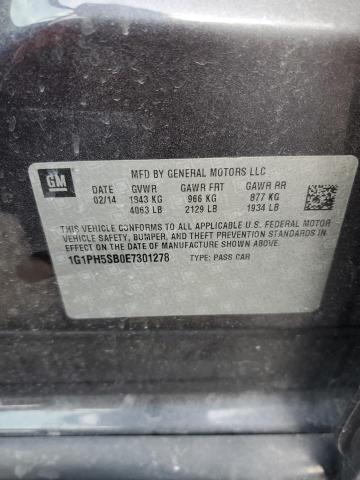 GM
MFD BY GENERAL MOTORS LLC
DATE GVWR GAWR FRT GAWR RR
02/14 1843 KG 966 KG 877 KG
4063 LB 2129 LB 1934 LB
THIS VEHICLE CONFORMS TO ALL APPLICABLE U.S. FEDERAL MOTOR
VEHICLE SAFETY, BUMPER, AND THEFT PREVENTION STANDARDS IN
EFFECT ON THE DATE OF MANUFACTURE SHOWN ABOVE.
1G1PH5SB0E7301278 TYPE: PASS CAR